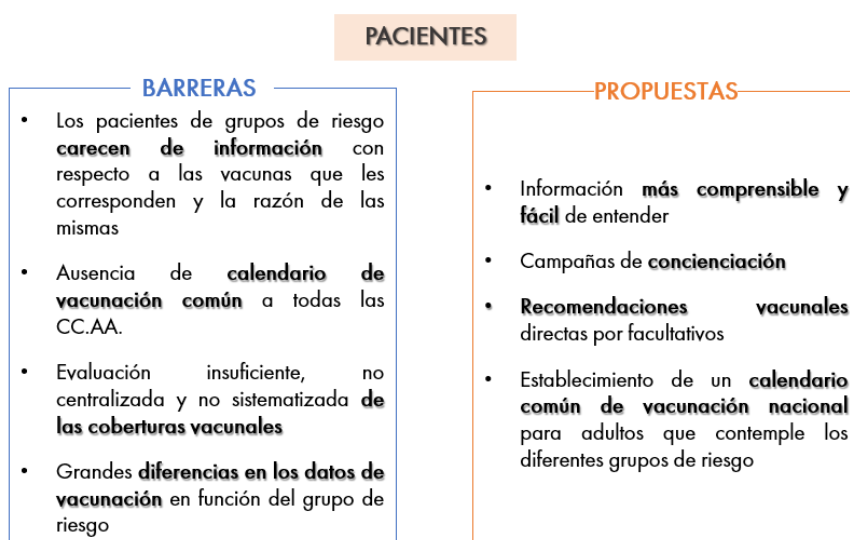 PACIENTES
BARRERAS
• Los pacientes de grupos de riesgo
carecen de información con
respecto a las vacunas que les
corresponden y la razón de las
mismas
• Ausencia de calendario de
vacunación común a todas las
CC.AA.
• Evaluación insuficiente, no
centralizada y no sistematizada de
las coberturas vacunales
• Grandes diferencias en los datos de
vacunación en función del grupo de
riesgo
PROPUESTAS
• Información más comprensible y
fácil de entender
• Campañas de concienciación
• Recomendaciones vacunales
directas por facultativos
• Establecimiento de un calendario
común de vacunación nacional
para adultos que contemple los
diferentes grupos de riesgo